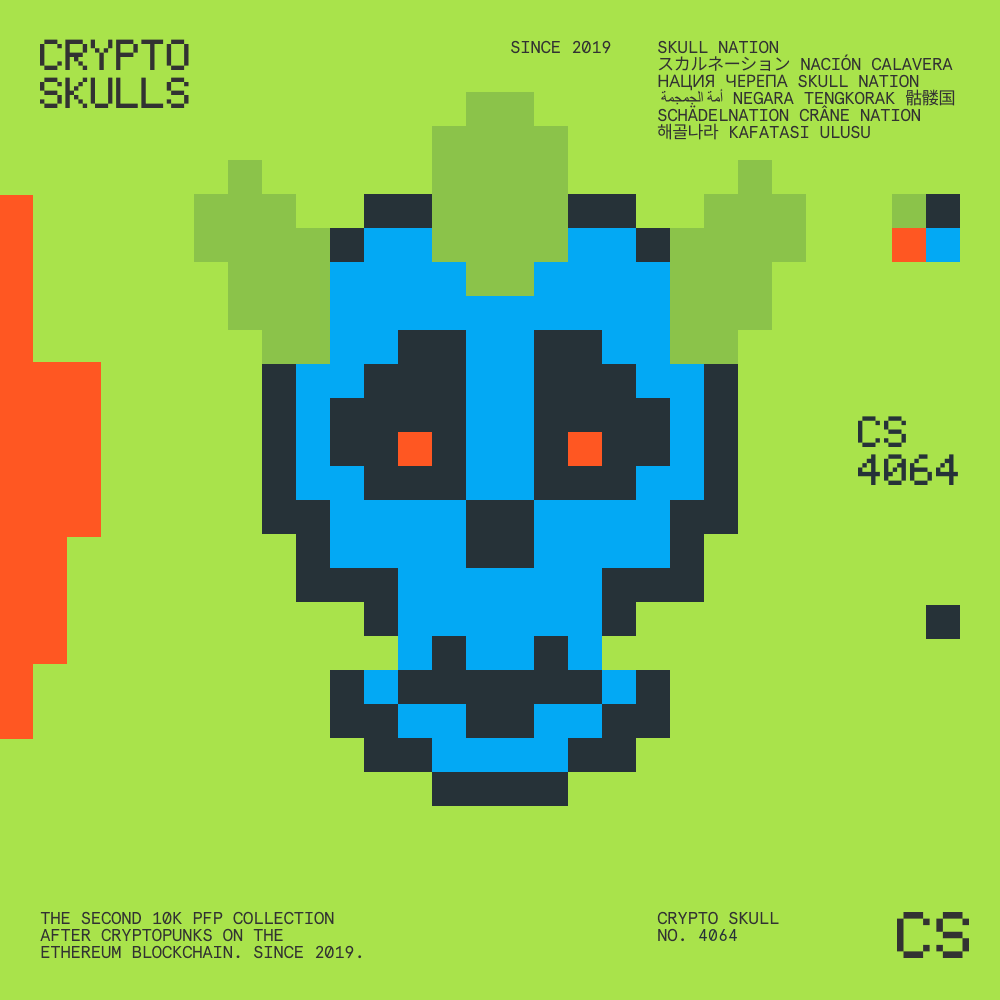 CRYPTO
SKULLS
SINCE 2019
SKULL NATION
スカルネーション NACIÓN CALAVERA
НАЦИЯ ЧЕРЕПА SKULL NATION
أمة الجمجمة NEGARA TENGKORAK 骷髅国
SCHÄDELNATION CRÂNE NATION
해골나라 KAFATASI ULUSU
CS
4064
THE SECOND 10K PFP COLLECTION
AFTER CRYPTOPUNKS ON THE
ETHEREUM BLOCKCHAIN. SINCE 2019.
CRYPTO SKULL
NO. 4064
CS